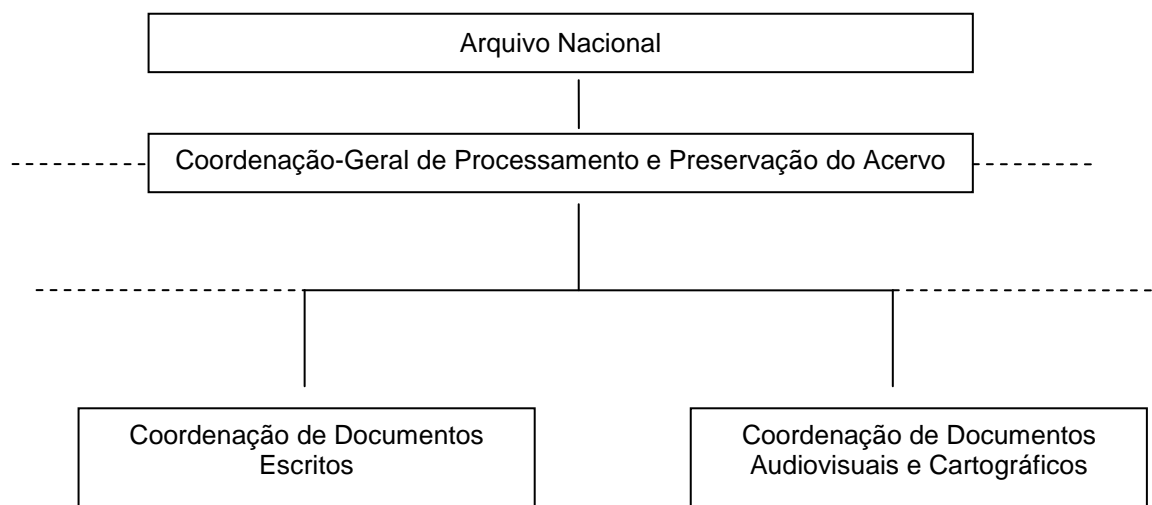 Arquivo Nacional
Coordenação-Geral de Processamento e Preservação do Acervo
Coordenação de Documentos
Escritos
Coordenação de Documentos
Audiovisuais e Cartográficos